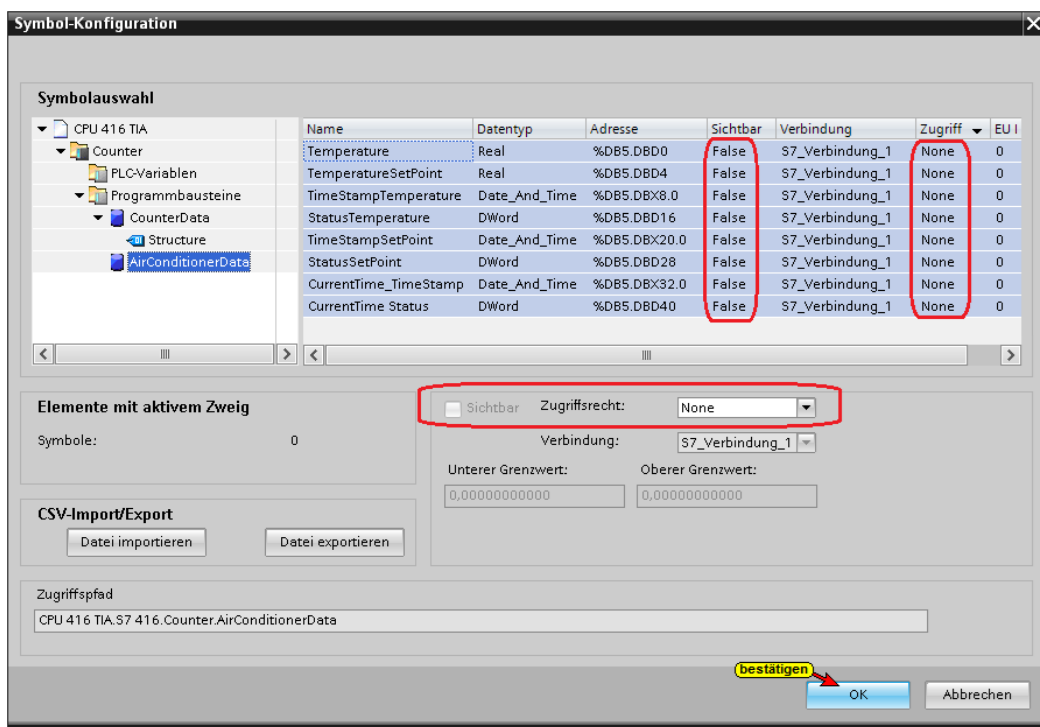 Symbol-Konfiguration
Symbolauswahl
CPU 416 TIA
Counter
PLC-Variablen
Programmbausteine
CounterData
Structure
AirConditionerData
Name Datentyp Adresse Sichtbar Verbindung Zugriff EU I
Temperature Real %DB5.DBD0 False S7_Verbindung_1 None 0
TemperatureSetPoint Real %DB5.DBD4 False S7_Verbindung_1 None 0
TimeStampTemperature Date_And_Time %DB5.DBX8.0 False S7_Verbindung_1 None 0
StatusTemperature DWord %DB5.DBD16 False S7_Verbindung_1 None 0
TimeStampSetPoint Date_And_Time %DB5.DBX20.0 False S7_Verbindung_1 None 0
StatusSetPoint DWord %DB5.DBD28 False S7_Verbindung_1 None 0
CurrentTime_TimeStamp Date_And_Time %DB5.DBX32.0 False S7_Verbindung_1 None 0
CurrentTime Status DWord %DB5.DBD40 False S7_Verbindung_1 None 0
Elemente mit aktivem Zweig
Symbole: 0
CSV-Import/Export
Datei importieren Datei exportieren
Sichtbar Zugriffsrecht: None
Verbindung: S7_Verbindung_1
Unterer Grenzwert: Oberer Grenzwert:
0,00000000000 0,00000000000
Zugriffspfad
CPU 416 TIA.S7 416.Counter.AirConditionerData
bestätigen
OK Abbrechen